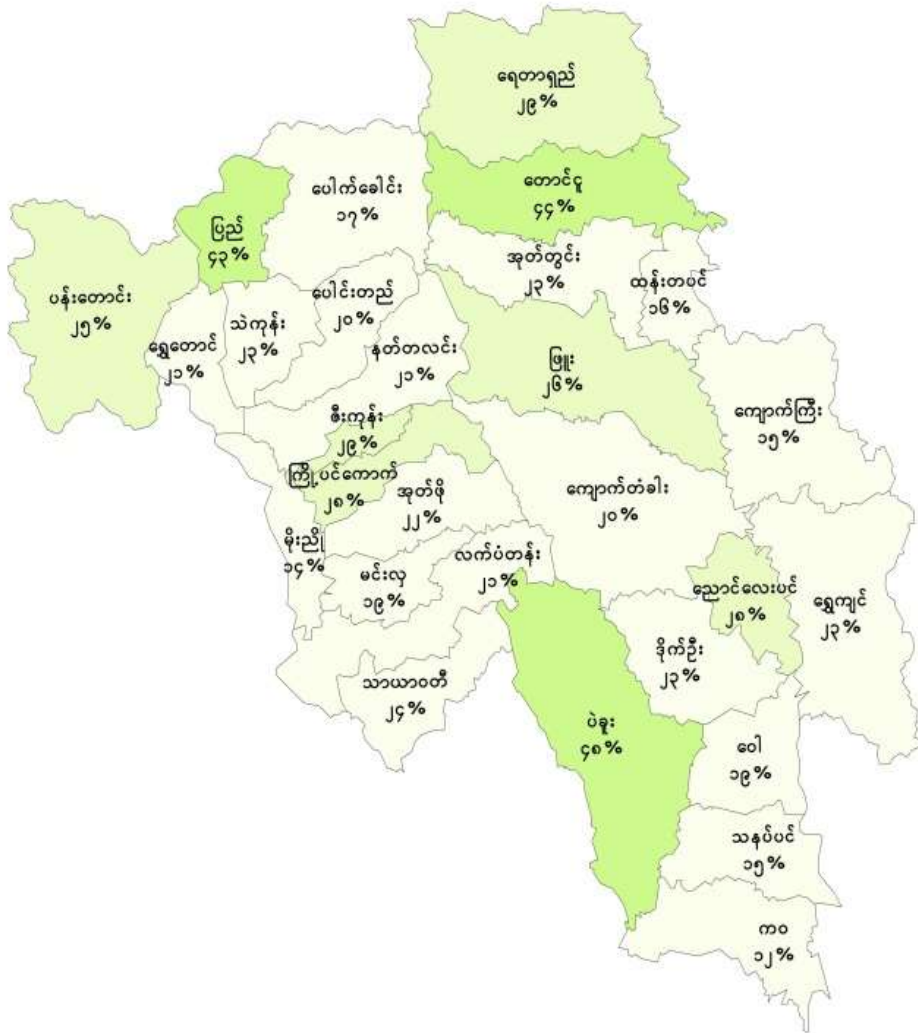 ရေတာရှည်
၂၉%
တောင်ငူ
၄၄%
ပေါက်ခေါင်း
၁၇%
ပြည်
၄၃%
အုတ်တွင်း
၂၃%
ထန်းတပင်
၁၆%
ပန်းတောင်း
၂၅%
ပေါင်းတည်
၂၀%
သဲကုန်း
၂၃%
ရွှေတောင်
၂၁%
နတ်တလင်း
၂၁%
ဖြူး
၂၆%
ကျောက်ကြီး
၁၅%
ဇီးကုန်း
၂၉%
ကြို့ပင်ကောက်
၂၈%
အုတ်ဖို
၂၂%
ကျောက်တံခါး
၂၀%
မိုးညို
၁၄%
မင်းလှ
၁၉%
လက်ပံတန်း
၂၁%
ညောင်လေးပင်
၂၈%
ရွှေကျင်
၂၃%
ဒိုက်ဦး
၂၃%
သာယာဝတီ
၂၄%
ပဲခူး
၄၈%
ဝေါ
၁၉%
သနပ်ပင်
၁၅%
ကဝ
၁၂%